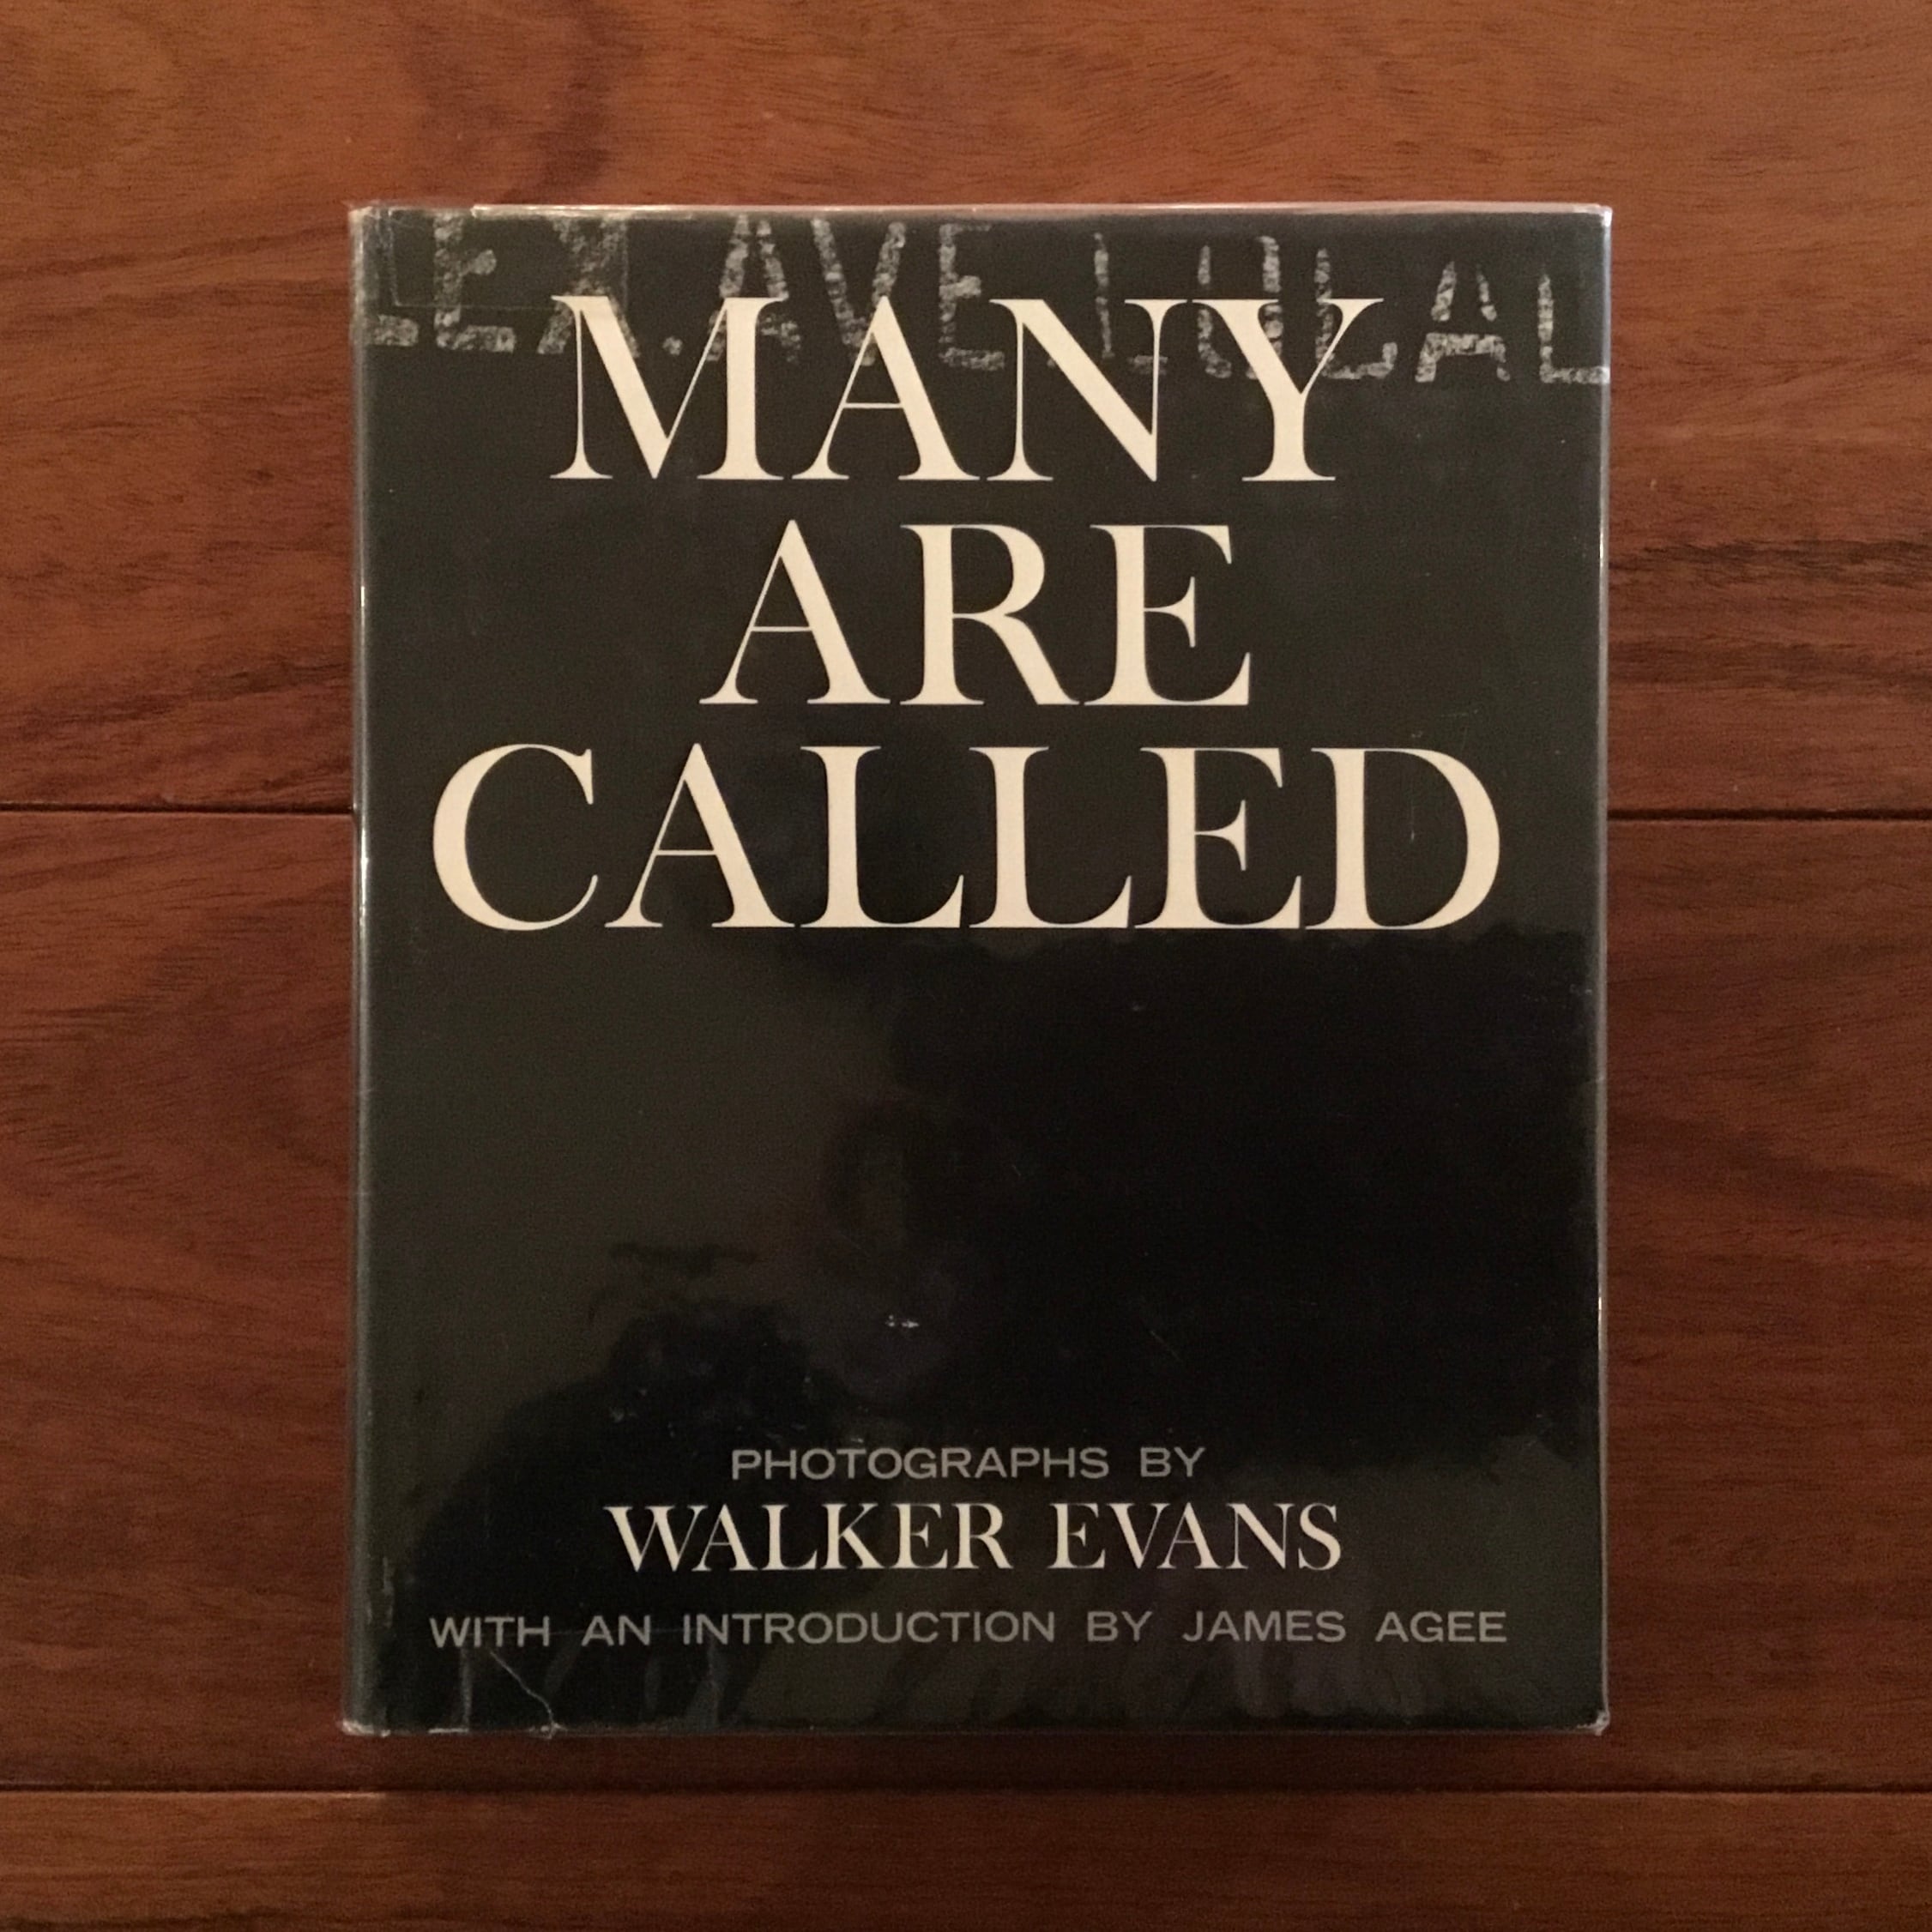 LEX. AVE LOCAL
MANY
ARE
CALLED
PHOTOGRAPHS BY
WALKER EVANS
WITH AN INTRODUCTION BY JAMES AGEE